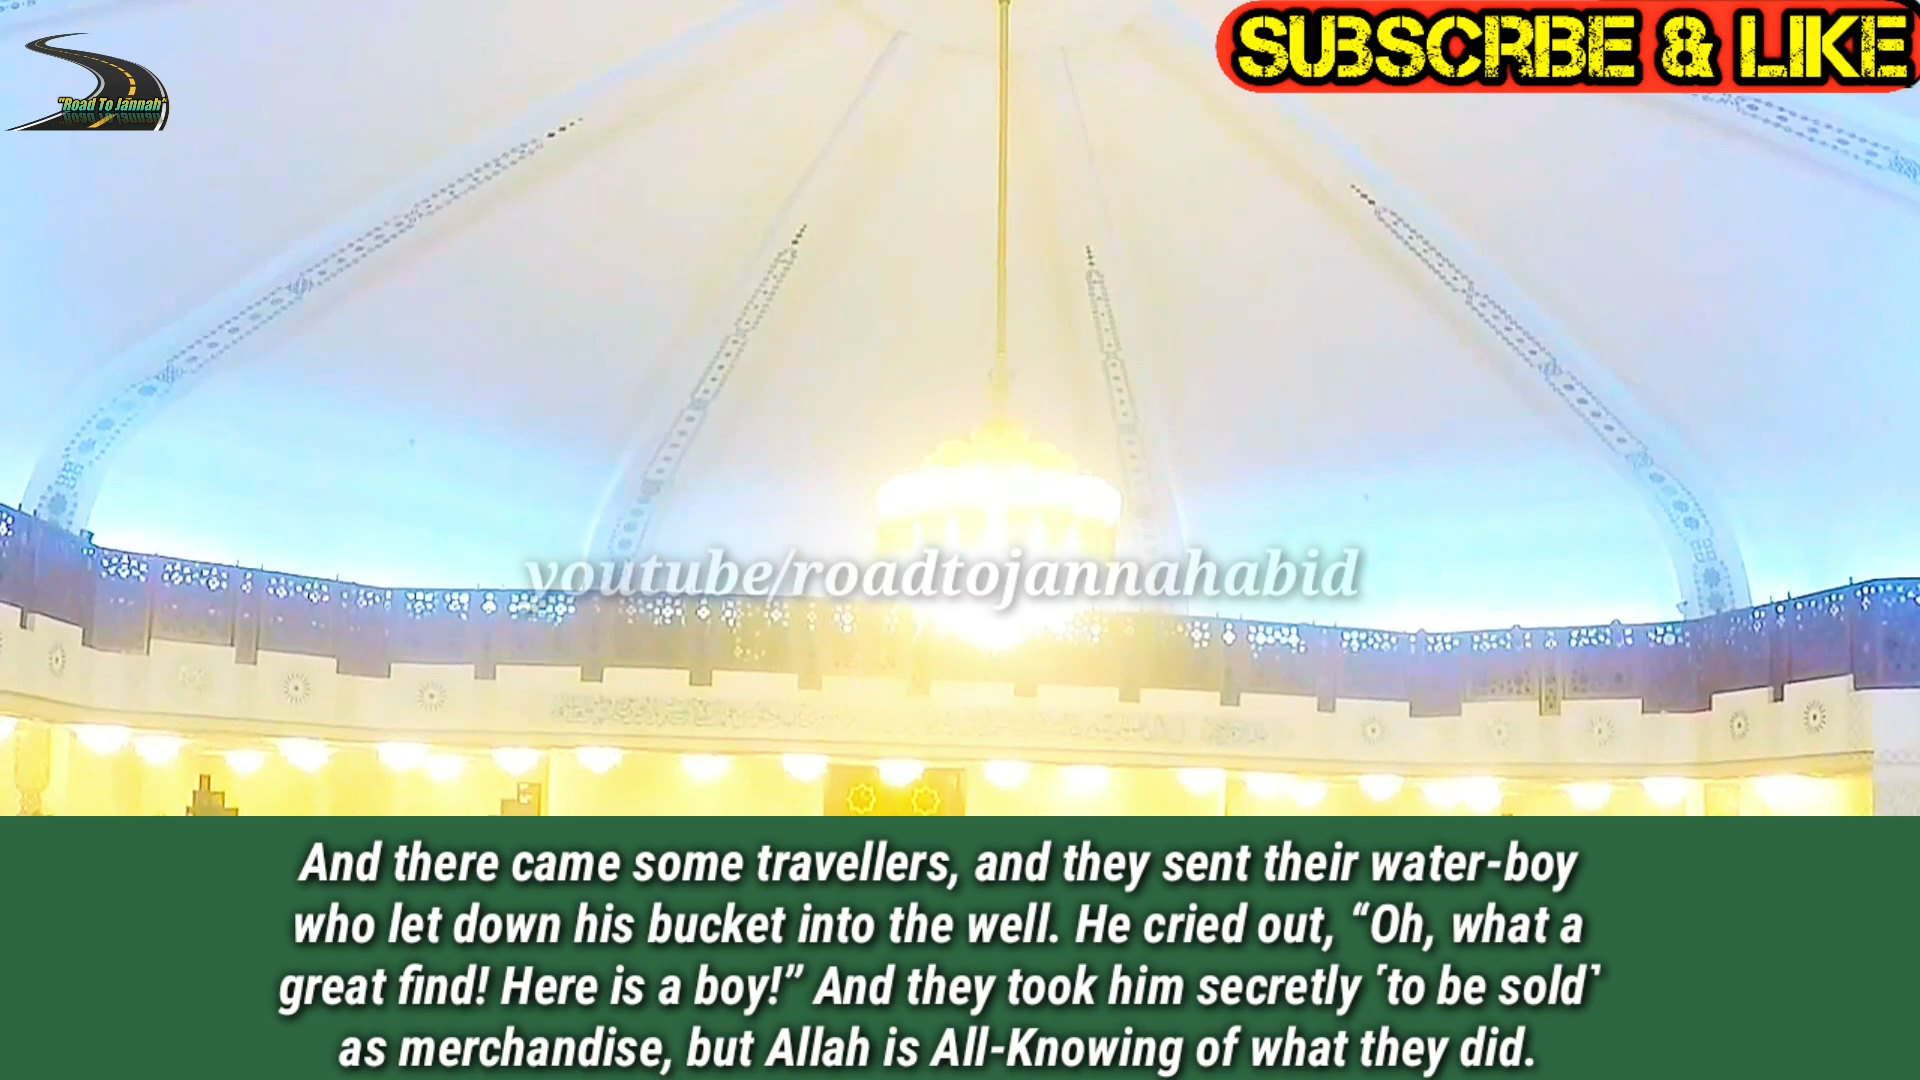 SUBSCRBE & LIKE
"Road To Jannah"
youtube/roadtojannahabid
And there came some travellers, and they sent their water-boy
who let down his bucket into the well. He cried out, “Oh, what a
great find! Here is a boy!” And they took him secretly ˹to be sold˺
as merchandise, but Allah is All-Knowing of what they did.